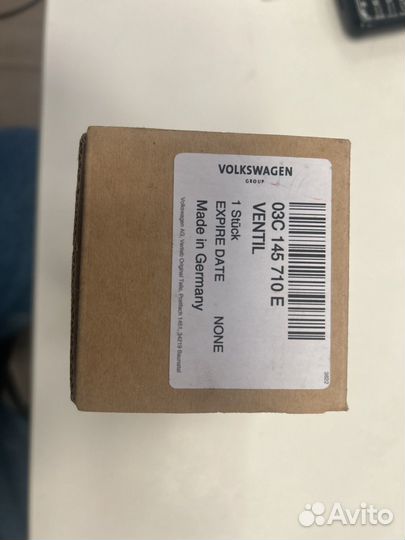 VOLKSWAGEN
GROUP
03C 145 710 E
VENTIL
1 Stück
EXPIRE DATE NONE
Made in Germany
Volkswagen AG, Vertrieb Original Teile, Postfach 1451, 34219 Baunatal
Avito